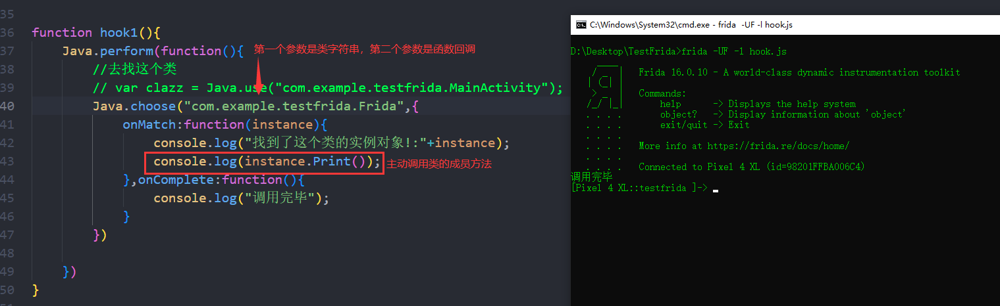 35
36 function hook1(){
37 Java.perform(function(){
第一个参数是类字符串，第二个参数是函数回调
38 //去找这个类
39 // var clazz = Java.use("com.example.testfrida.MainActivity");
40 Java.choose("com.example.testfrida.Frida",{
41 onMatch:function(instance){
42 console.log("找到了这个类的实例对象!:"+instance);
43 console.log(instance.Print());
主动调用类的成员方法
44 },onComplete:function(){
45 console.log("调用完毕");
46 }
47 })
48
49 })
50 }
C:\Windows\System32\cmd.exe - frida -UF -l hook.js
D:\Desktop\TestFrida>frida -UF -l hook.js
     ____
    / _  |   Frida 16.0.10 - A world-class dynamic instrumentation toolkit
   | (_| |
    > _  |   Commands:
   /_/ |_|       help      -> Displays the help system
   . . . .       object?   -> Display information about 'object'
   . . . .       exit/quit -> Exit
   . . . .
   . . . .   More info at https://frida.re/docs/home/
   . . . .
   . . . .   Connected to Pixel 4 XL (id=98201FFBA006C4)
调用完毕
[Pixel 4 XL::testfrida ]->